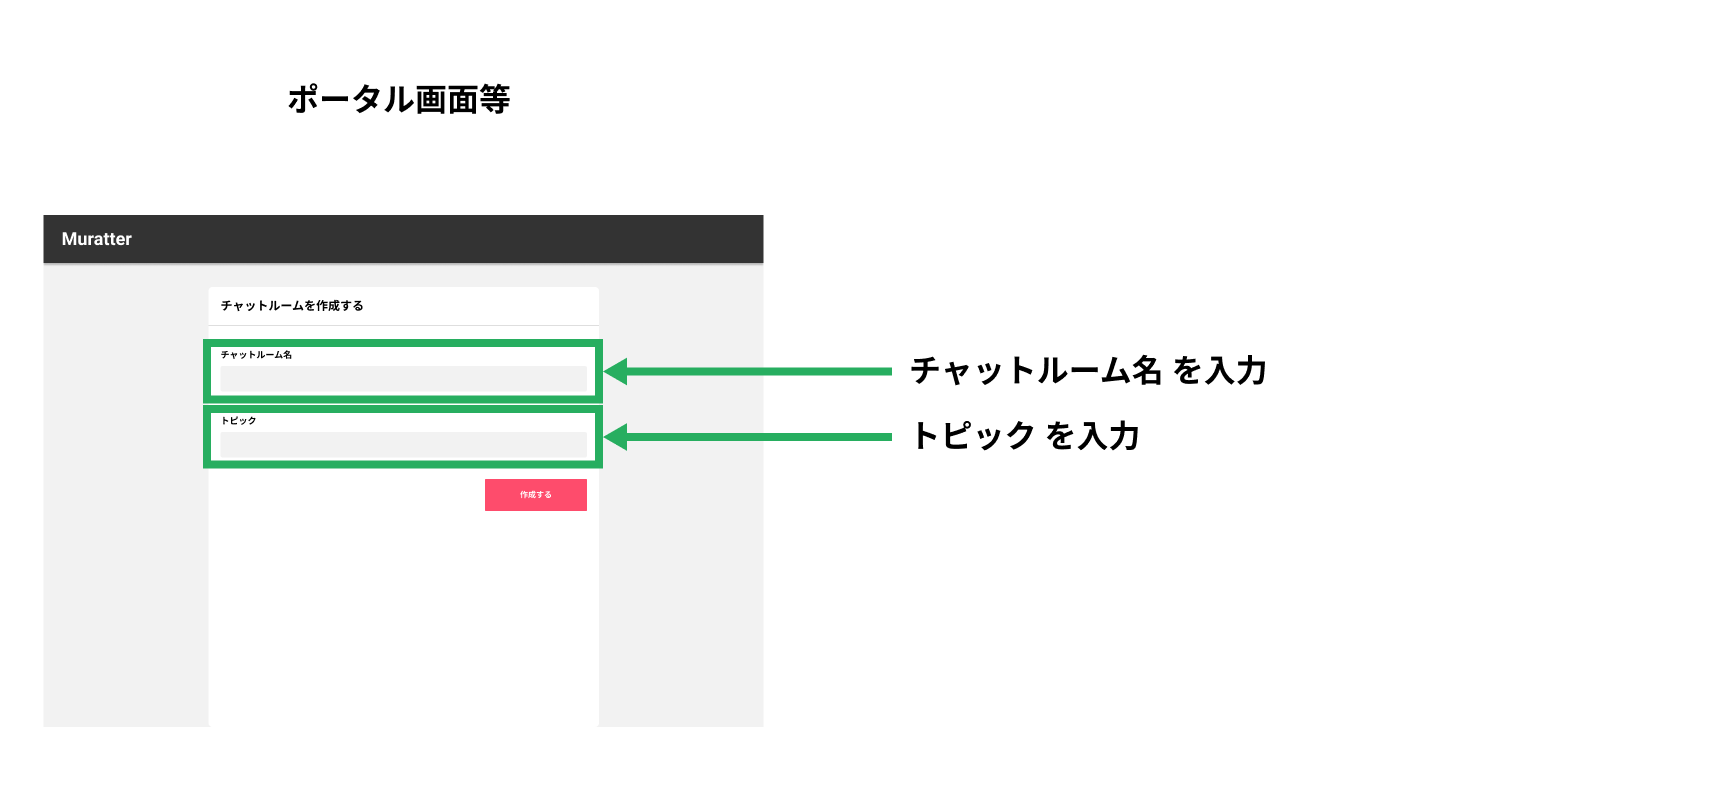 ポータル画面等
Muratter
チャットルームを作成する
チャットルーム名
チャットルーム名 を入力
トピック
トピック を入力
作成する